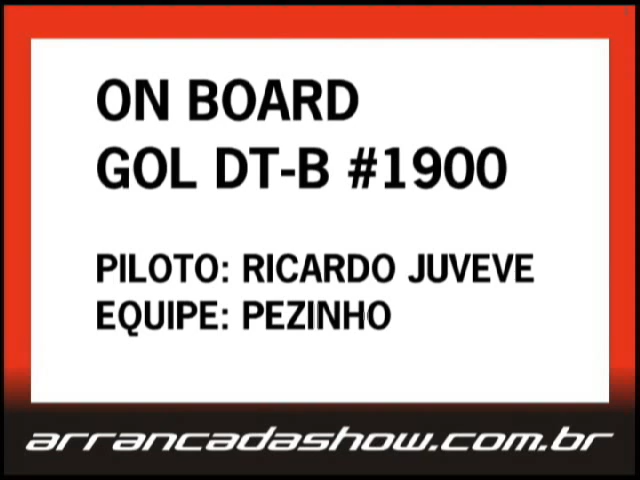 ON BOARD
GOL DT-B #1900
PILOTO: RICARDO JUVEVE
EQUIPE: PEZINHO
arrancadashow.com.br